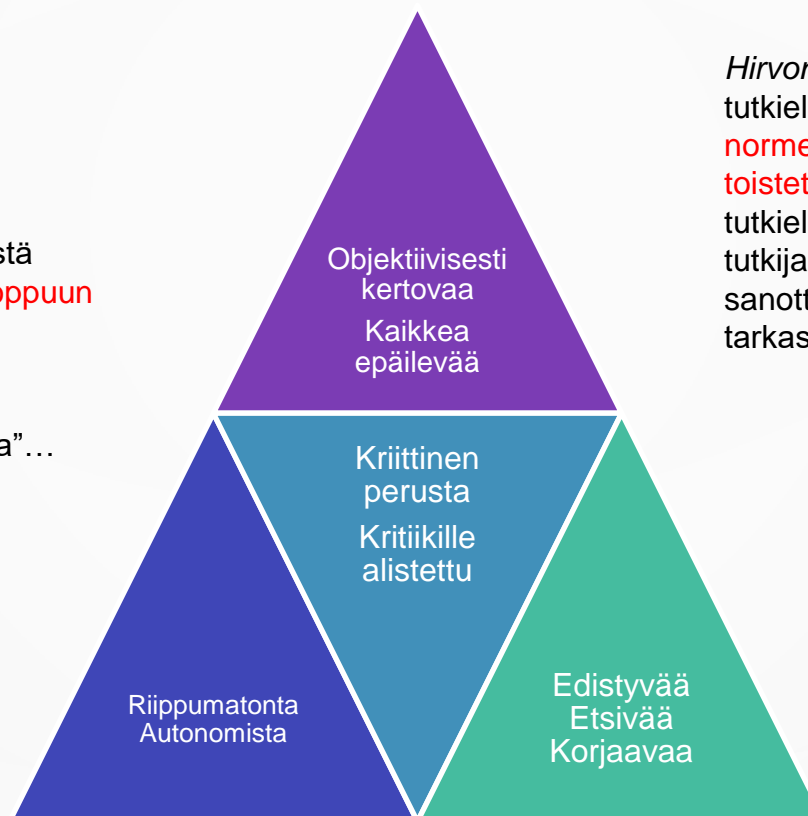 stä
oppuun
a”…
Objektiivisesti
kertovaa
Kaikkea
epäilevää
Kriittinen
perusta
Kritiikille
alistettu
Riippumatonta
Autonomista
Edistyvää
Etsivää
Korjaavaa
Hirvon
tutkiel
norme
toistet
tutkiel
tutkija
sanott
tarkas